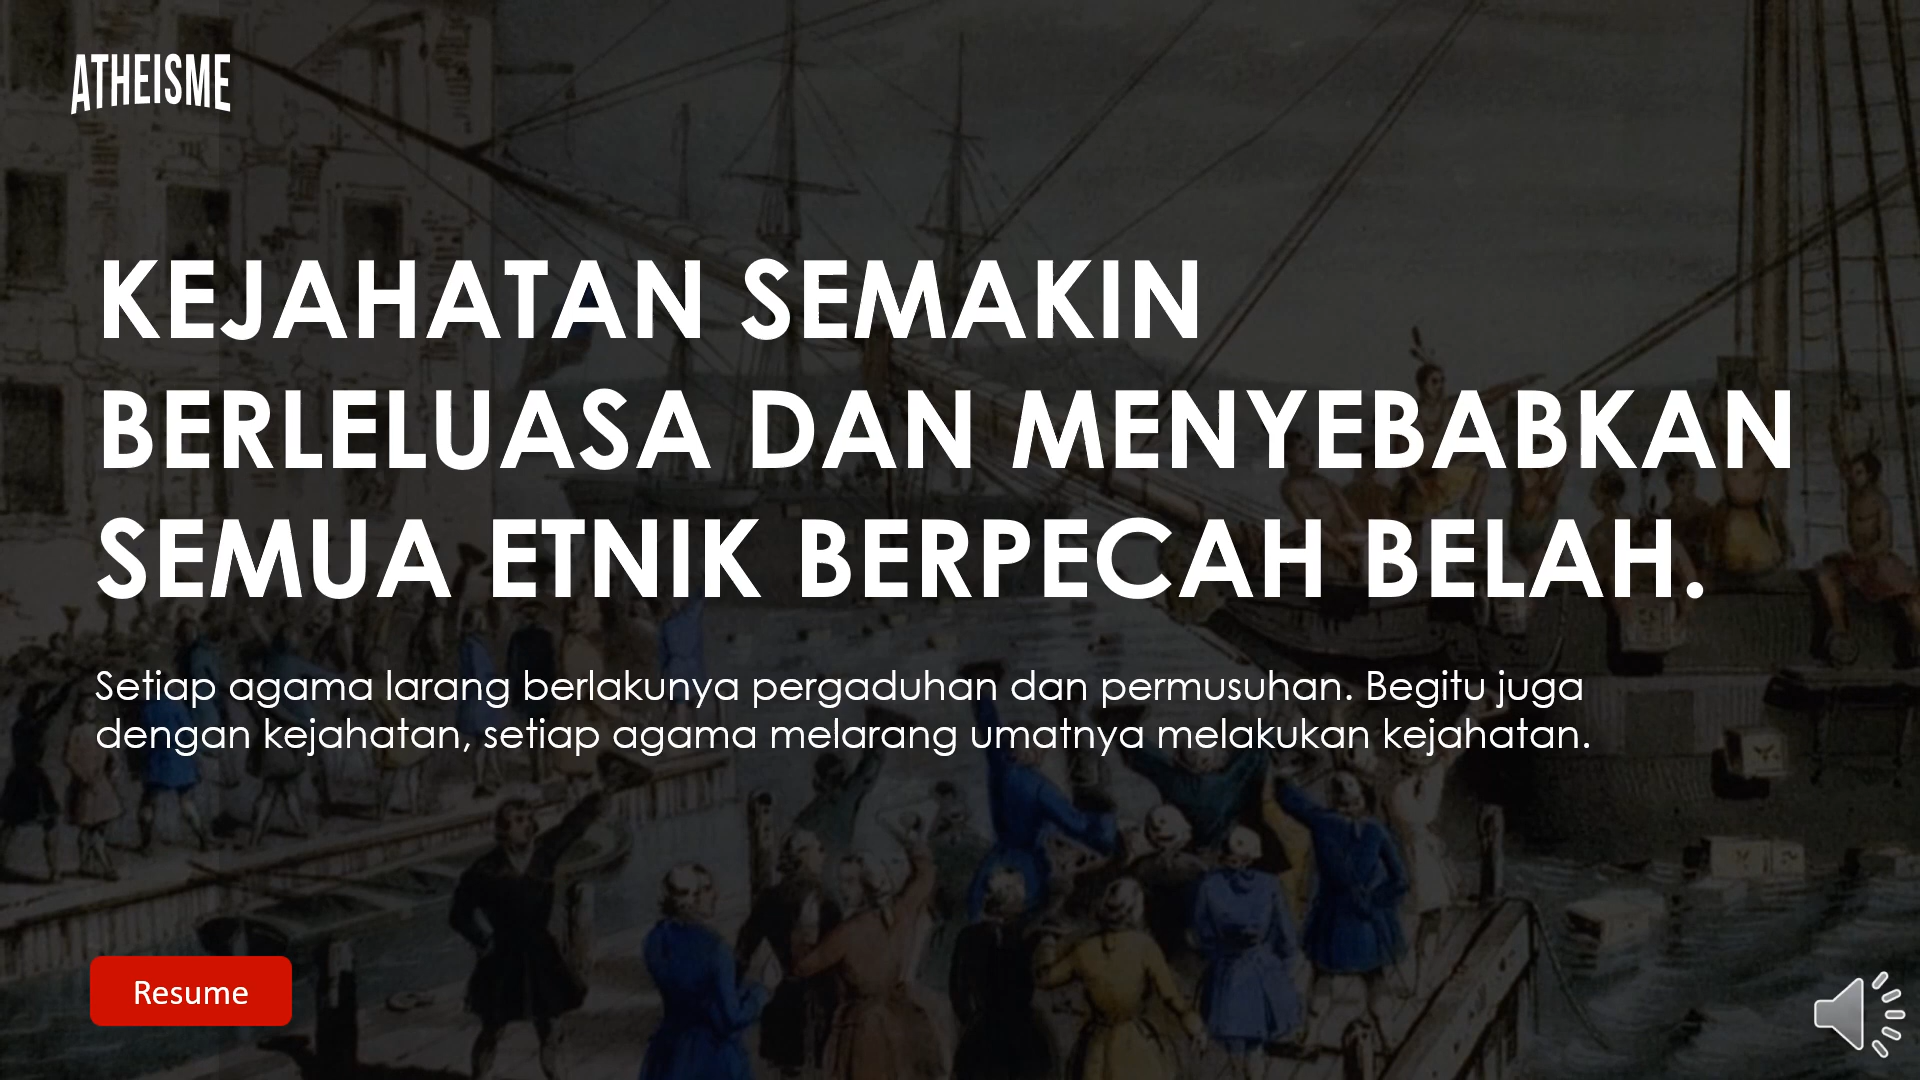 ATHEISME
KEJAHATAN SEMAKIN
BERLELUASA DAN MENYEBABKAN
SEMUA ETNIK BERPECAH BELAH.
Setiap agama larang berlakunya pergaduhan dan permusuhan. Begitu juga
dengan kejahatan, setiap agama melarang umatnya melakukan kejahatan.
Resume